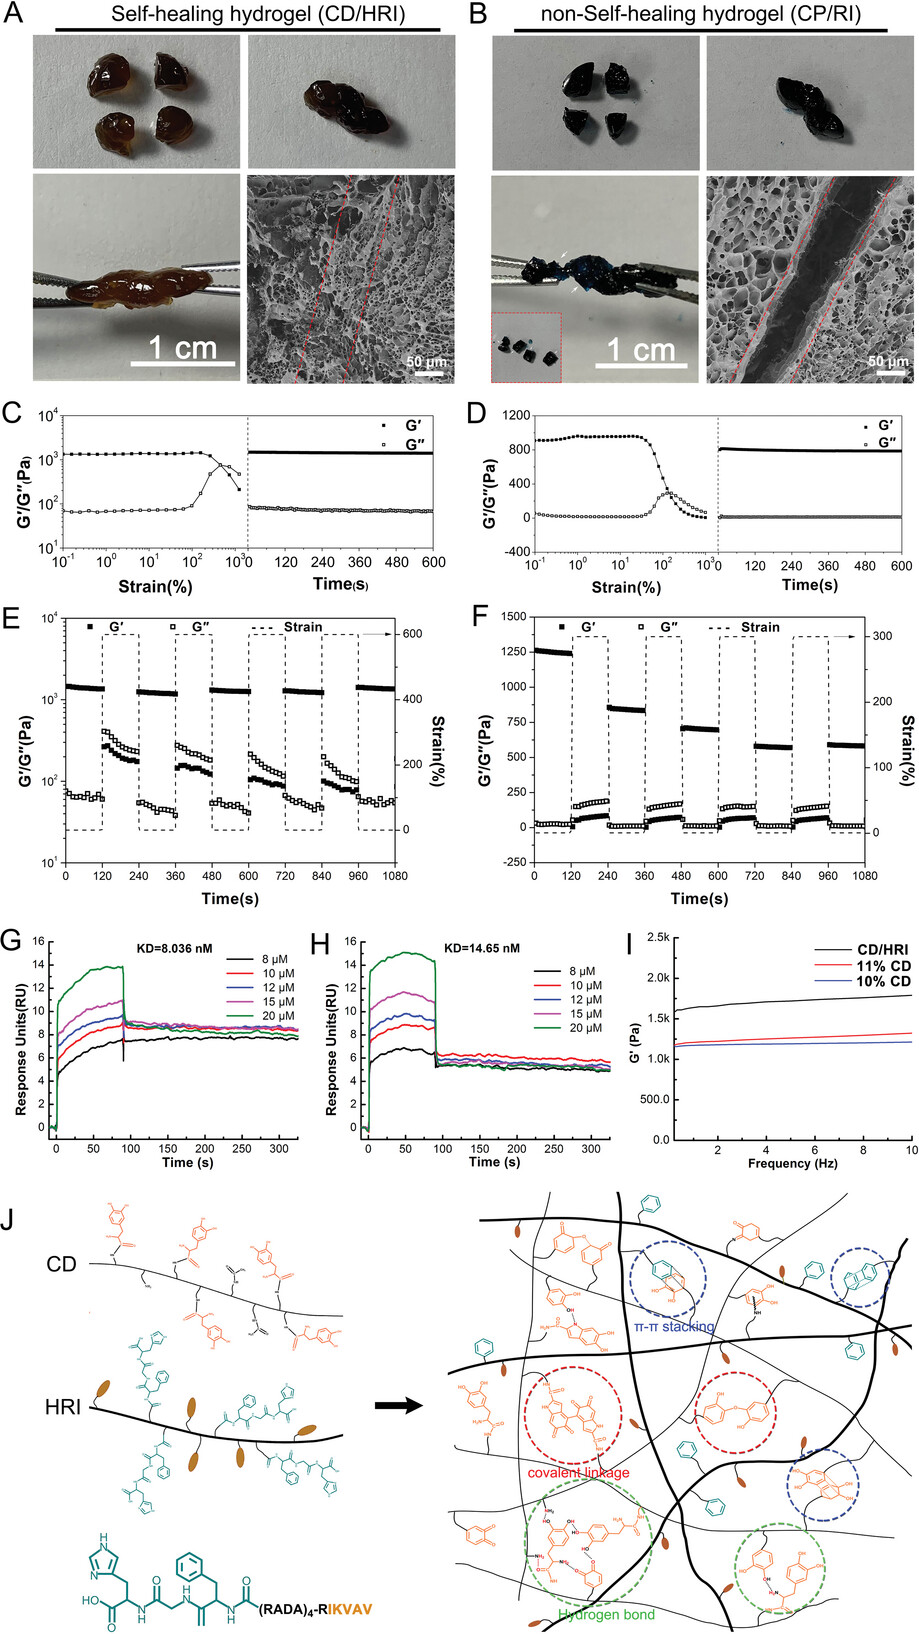 A
Self-healing hydrogel (CD/HRI)
B
non-Self-healing hydrogel (CP/RI)
1 cm
50 μm
1 cm
50 μm
C
10⁴
10³
10²
10¹
G′/G″(Pa)
G′
G″
10⁻¹ 10⁰ 10¹ 10² 10³
0 120 240 360 480 600
Strain(%)
Time(s)
D
1200
800
400
0
-400
G′/G″(Pa)
G′
G″
10⁻¹ 10⁰ 10¹ 10² 10³
0 120 240 360 480 600
Strain(%)
Time(s)
E
10⁴
10³
10²
10¹
G′/G″(Pa)
G′ G″ Strain
600
400
200
0
Strain(%)
0 120 240 360 480 600 720 840 960 1080
Time(s)
F
1500
1250
1000
750
500
250
0
-250
G′/G″(Pa)
G′ G″ Strain
300
200
100
0
Strain(%)
0 120 240 360 480 600 720 840 960 1080
Time(s)
G
16
14
12
10
8
6
4
2
0
Response Units(RU)
KD=8.036 nM
8 μM
10 μM
12 μM
15 μM
20 μM
0 50 100 150 200 250 300
Time (s)
H
16
14
12
10
8
6
4
2
0
Response Units(RU)
KD=14.65 nM
8 μM
10 μM
12 μM
15 μM
20 μM
0 50 100 150 200 250 300
Time (s)
I
2.5k
2.0k
1.5k
1.0k
500.0
0.0
G′ (Pa)
CD/HRI
11% CD
10% CD
2 4 6 8 10
Frequency (Hz)
J
CD
HRI
π-π stacking
covalent linkage
Hydrogen bond
H
N
N
HO
O
N
H
O
H
N
N
H
O
(RADA)₄-RIKVAV